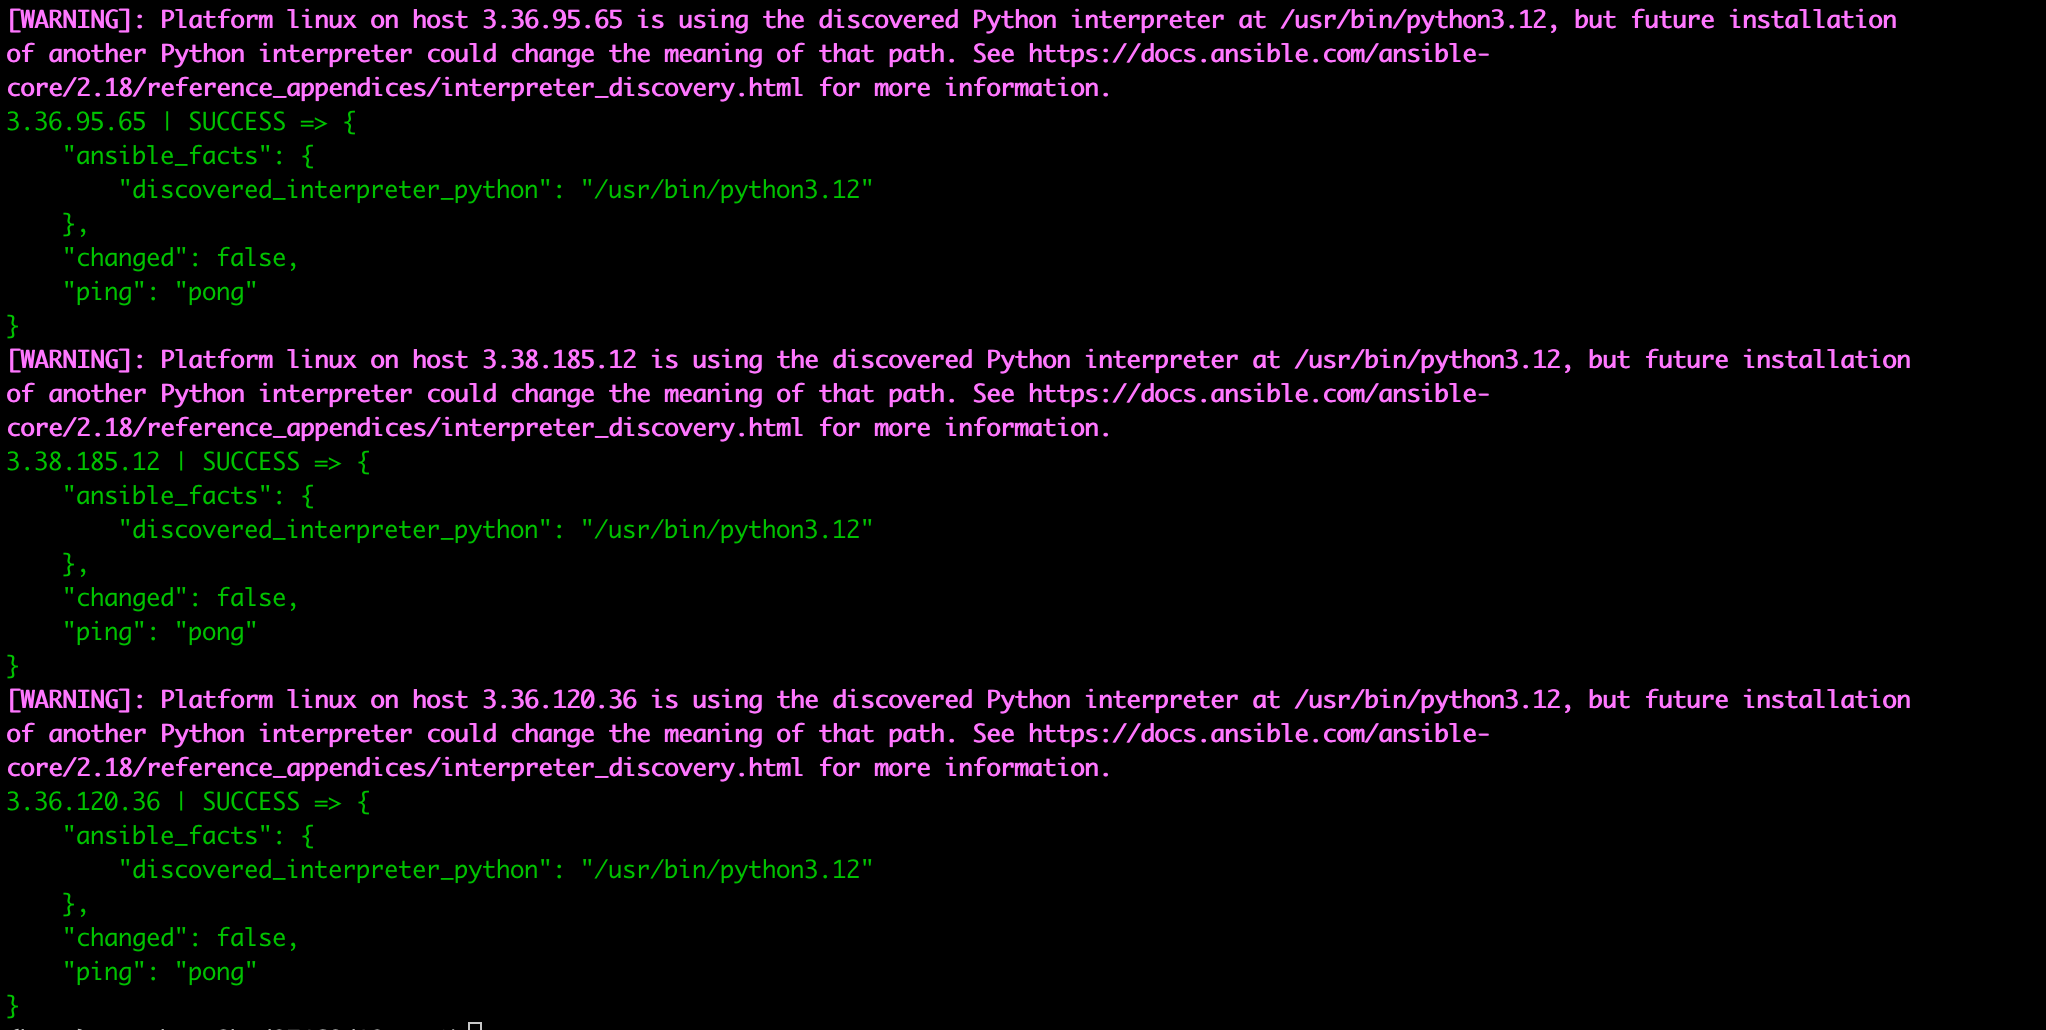 [WARNING]: Platform linux on host 3.36.95.65 is using the discovered Python interpreter at /usr/bin/python3.12, but future installation
of another Python interpreter could change the meaning of that path. See https://docs.ansible.com/ansible-
core/2.18/reference_appendices/interpreter_discovery.html for more information.
3.36.95.65 | SUCCESS => {
    "ansible_facts": {
        "discovered_interpreter_python": "/usr/bin/python3.12"
    },
    "changed": false,
    "ping": "pong"
}
[WARNING]: Platform linux on host 3.38.185.12 is using the discovered Python interpreter at /usr/bin/python3.12, but future installation
of another Python interpreter could change the meaning of that path. See https://docs.ansible.com/ansible-
core/2.18/reference_appendices/interpreter_discovery.html for more information.
3.38.185.12 | SUCCESS => {
    "ansible_facts": {
        "discovered_interpreter_python": "/usr/bin/python3.12"
    },
    "changed": false,
    "ping": "pong"
}
[WARNING]: Platform linux on host 3.36.120.36 is using the discovered Python interpreter at /usr/bin/python3.12, but future installation
of another Python interpreter could change the meaning of that path. See https://docs.ansible.com/ansible-
core/2.18/reference_appendices/interpreter_discovery.html for more information.
3.36.120.36 | SUCCESS => {
    "ansible_facts": {
        "discovered_interpreter_python": "/usr/bin/python3.12"
    },
    "changed": false,
    "ping": "pong"
}